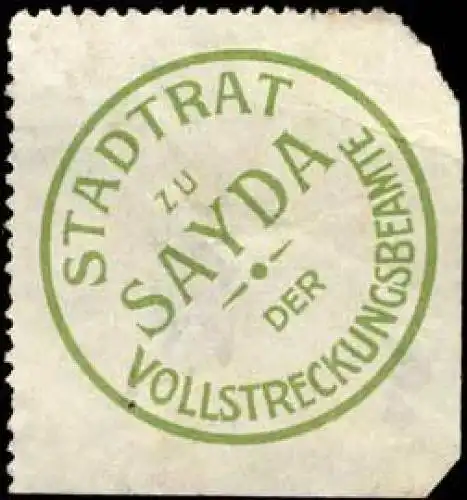 STADTRAT
ZU
SAYDA
DER
VOLLSTRECKUNGSBEAMTE